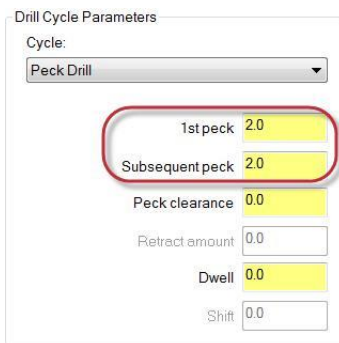 Drill Cycle Parameters
Cycle:
Peck Drill
1st peck 2.0
Subsequent peck 2.0
Peck clearance 0.0
Retract amount 0.0
Dwell 0.0
Shift 0.0